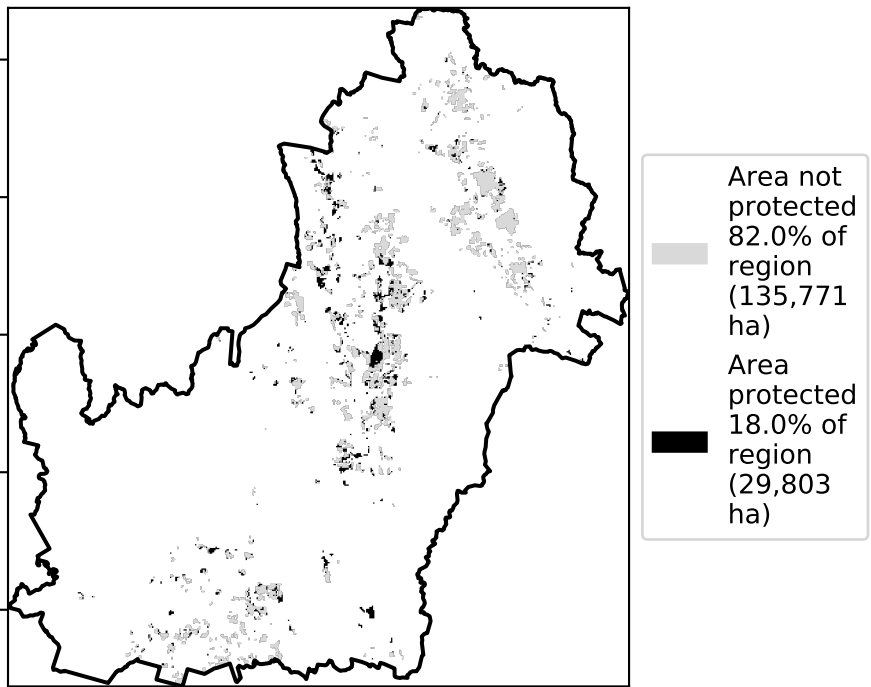 Area not
protected
82.0% of
region
(135,771
ha)
Area
protected
18.0% of
region
(29,803
ha)